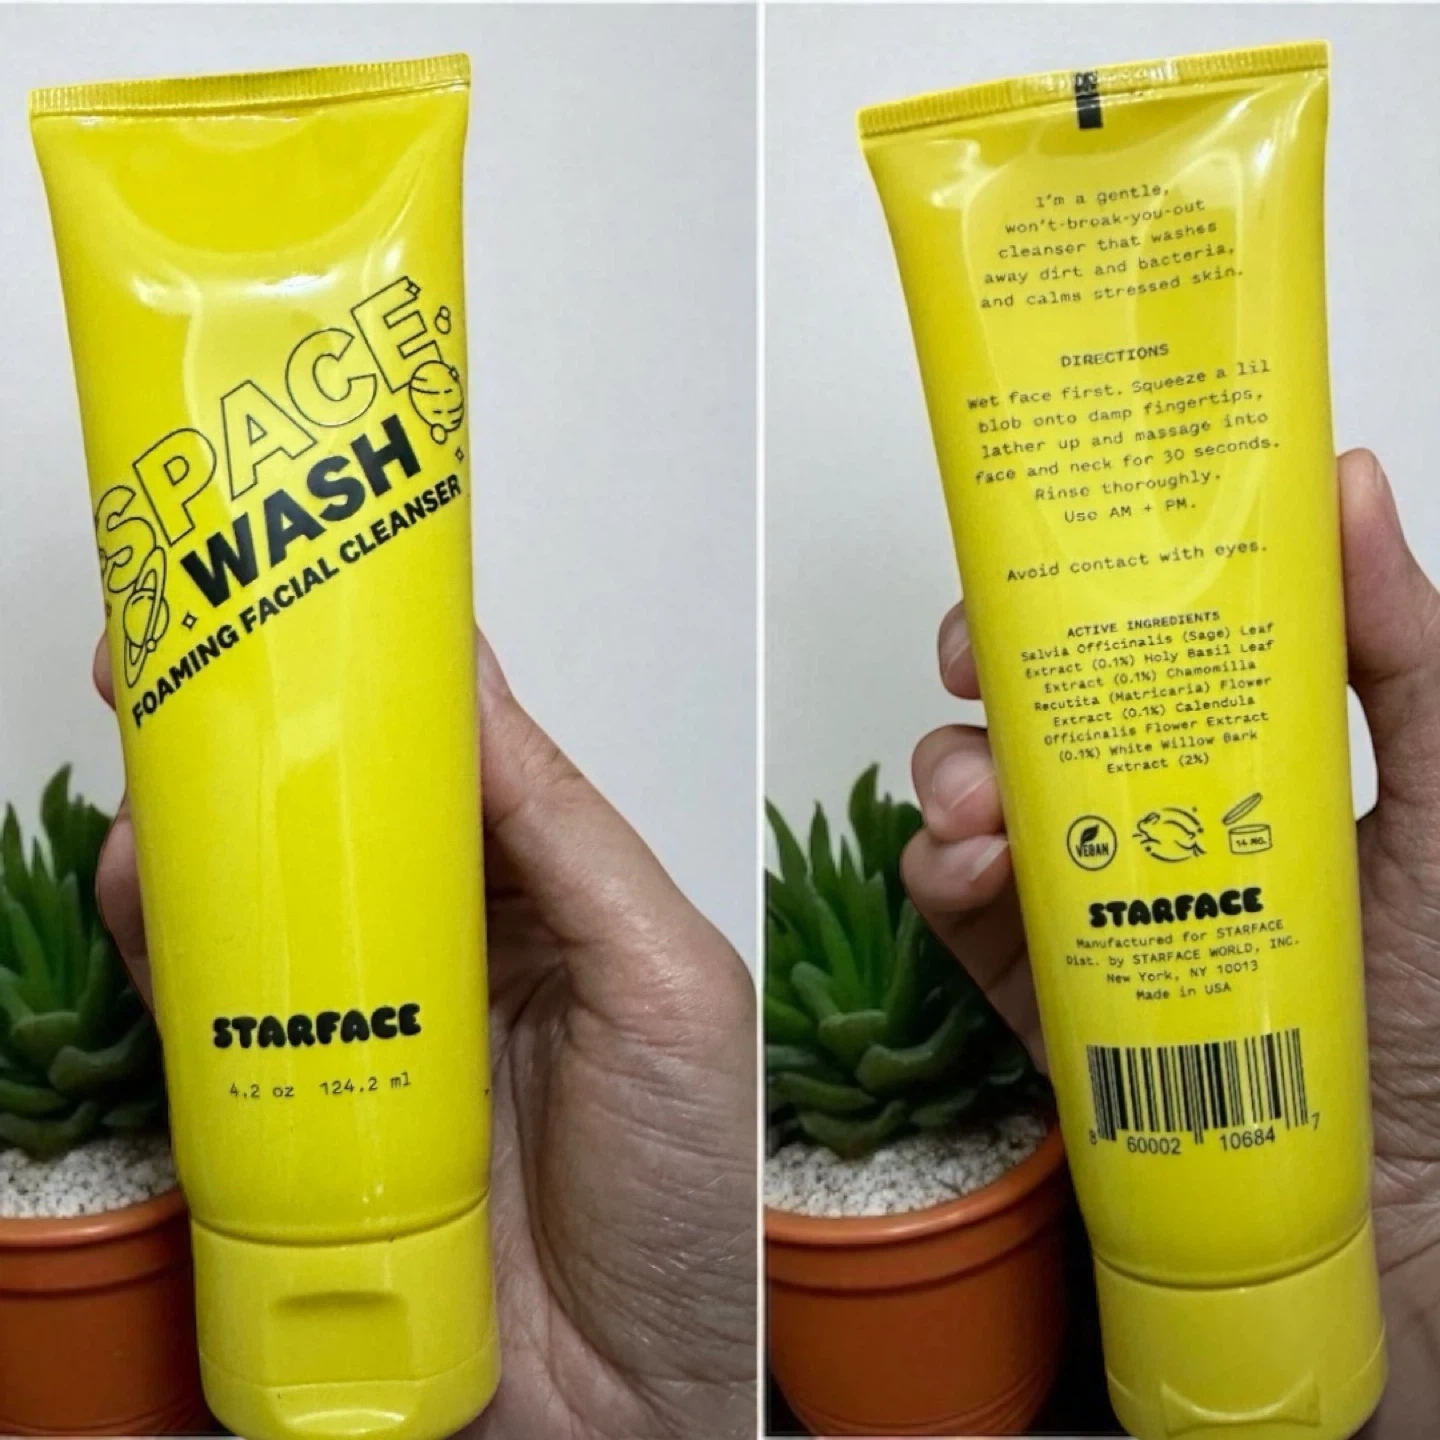 SPACE
WASH
FOAMING FACIAL CLEANSER
STARFACE
4.2 oz 124.2 ml
I'm a gentle,
won't-break-you-out
cleanser that washes
away dirt and bacteria,
and calms stressed skin.
DIRECTIONS
Wet face first. Squeeze a lil
blob onto damp fingertips,
lather up and massage into
face and neck for 30 seconds.
Rinse thoroughly.
Use AM + PM.
Avoid contact with eyes.
ACTIVE INGREDIENTS
Salvia Officinalis (Sage) Leaf
Extract (0.1%) Holy Basil Leaf
Extract (0.1%) Chamomilla
Recutita (Matricaria) Flower
Extract (0.1%) Calendula
Officinalis Flower Extract
(0.1%) White Willow Bark
Extract (2%)
VEGAN
14 MO.
STARFACE
Manufactured for STARFACE
Dist. by STARFACE WORLD, INC.
New York, NY 10013
Made in USA
8 60002 10684 7